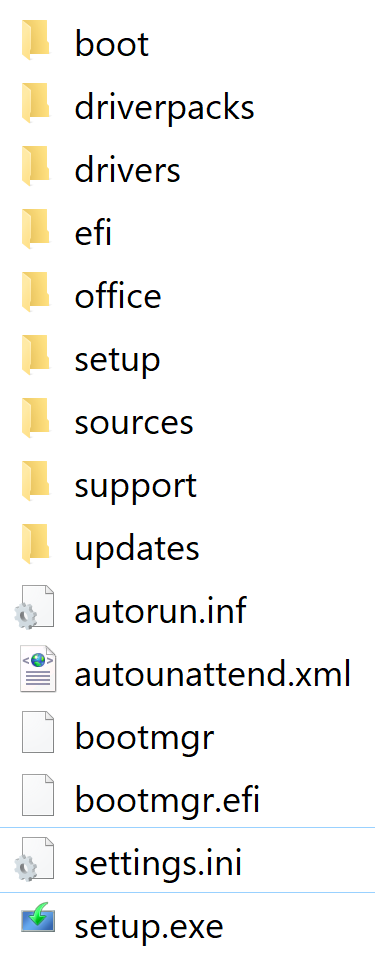 boot
driverpacks
drivers
efi
office
setup
sources
support
updates
autorun.inf
autounattend.xml
bootmgr
bootmgr.efi
settings.ini
setup.exe